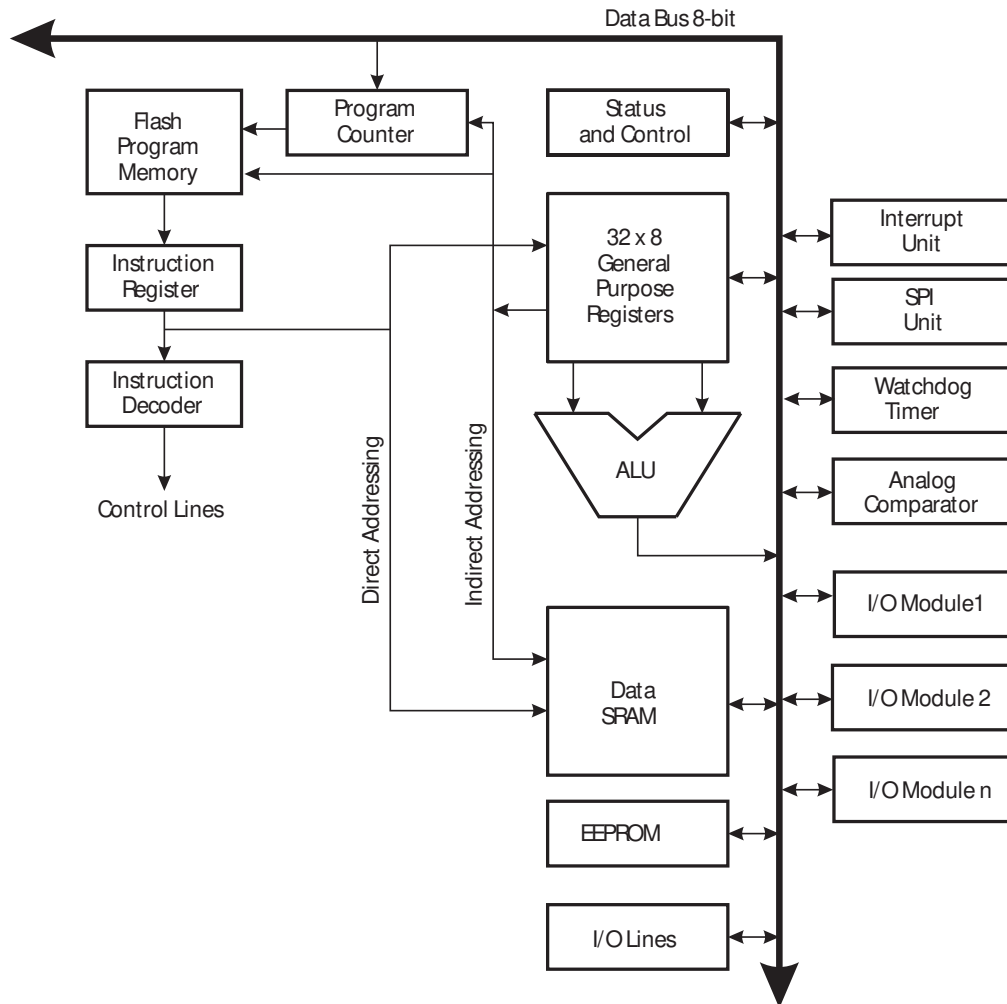 Data Bus 8-bit
Flash
Program
Memory
Program
Counter
Status
and Control
32 x 8
General
Purpose
Registers
Interrupt
Unit
Instruction
Register
SPI
Unit
Instruction
Decoder
Watchdog
Timer
Direct Addressing
Indirect Addressing
ALU
Analog
Comparator
Control Lines
I/O Module1
Data
SRAM
I/O Module 2
I/O Module n
EEPROM
I/O Lines